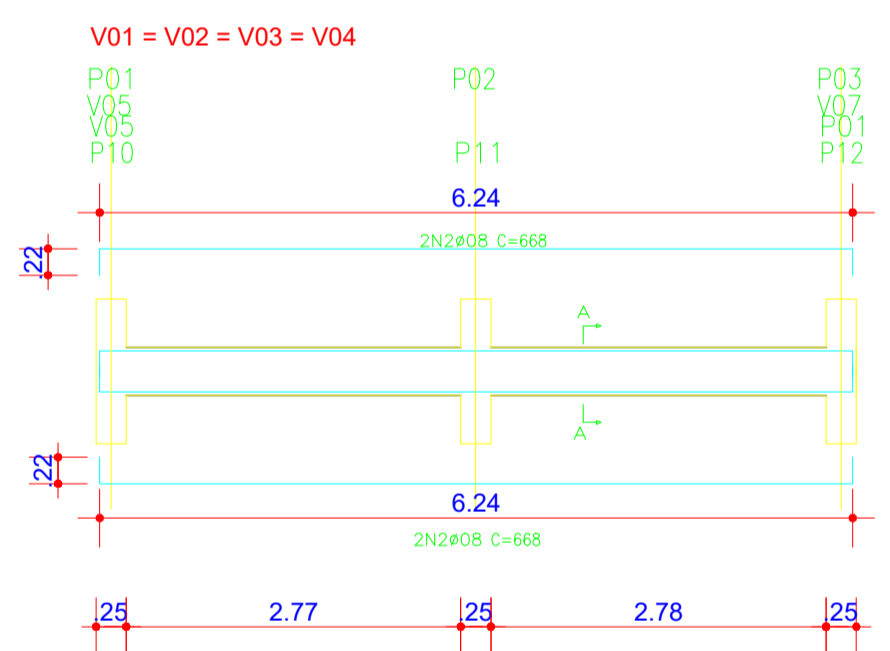 V01 = V02 = V03 = V04
P01 P02 P03
V05 V07
V05 P01
P10 P11 P12
6.24
2N2ø08 C=668
.22
A
A
.22
6.24
2N2ø08 C=668
.25 2.77 .25 2.78 .25